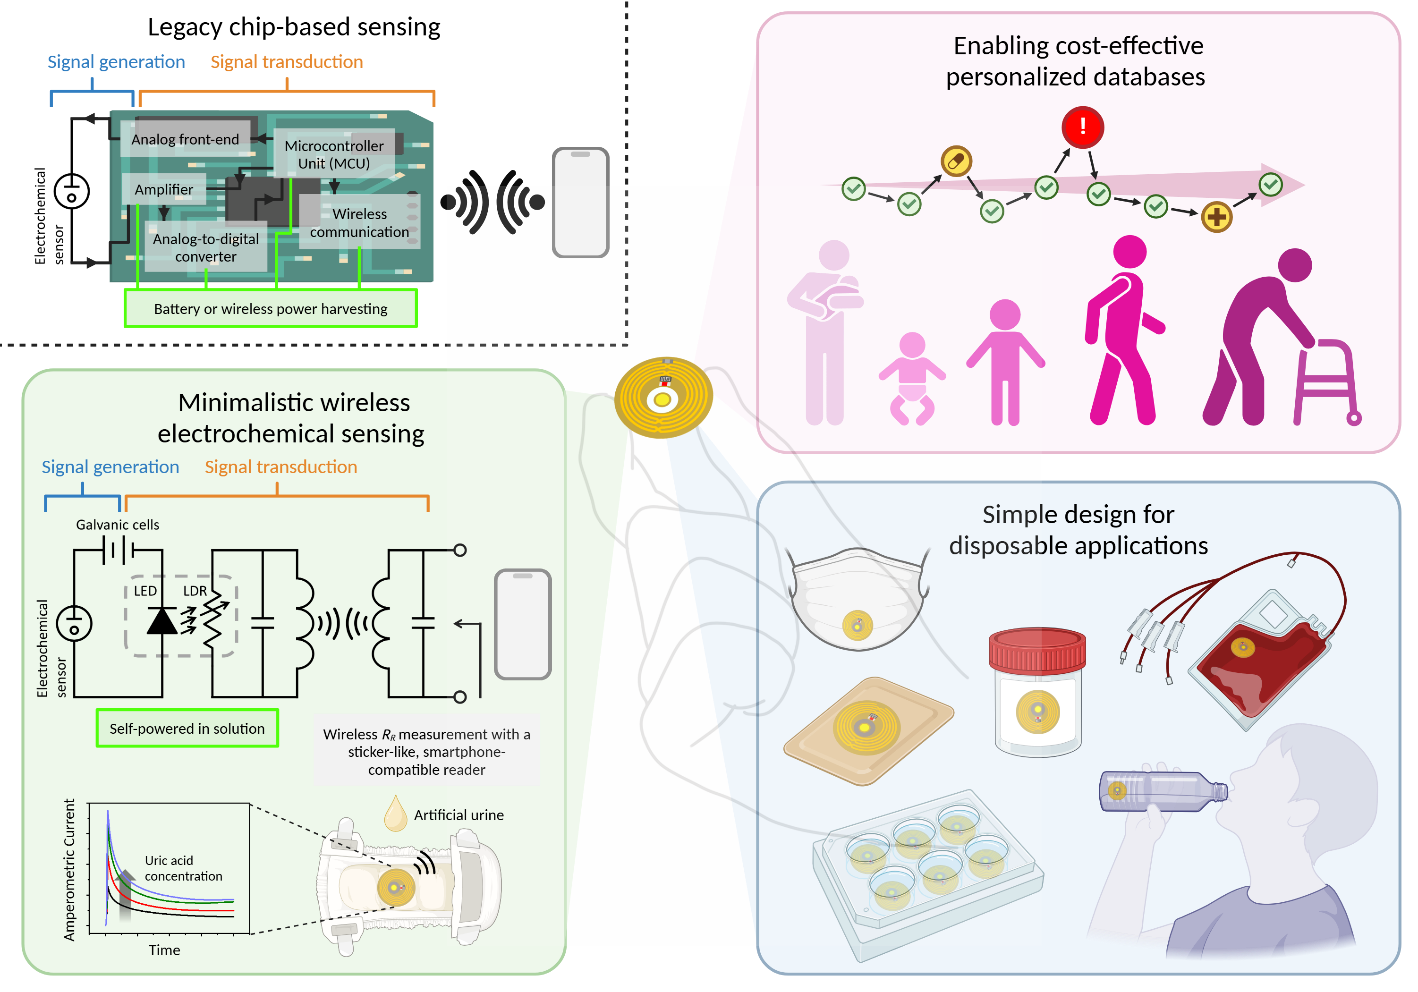 Legacy chip-based sensing
Signal generation
Signal transduction
Analog front-end
Microcontroller
Unit (MCU)
Amplifier
Wireless
communication
Analog-to-digital
converter
Electrochemical
sensor
Battery or wireless power harvesting
Minimalistic wireless
electrochemical sensing
Signal generation
Signal transduction
Galvanic cells
LED
LDR
Electrochemical
sensor
Self-powered in solution
Wireless R_R measurement with a
sticker-like, smartphone-
compatible reader
Artificial urine
Amperometric Current
Uric acid
concentration
Time
Enabling cost-effective
personalized databases
!
Simple design for
disposable applications